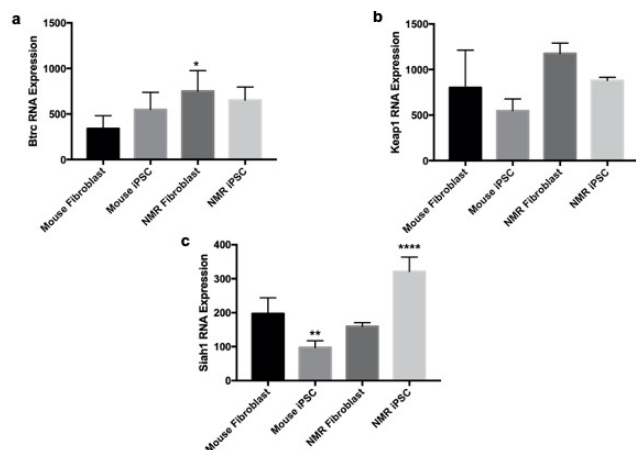 a
Btrc RNA Expression
1500
1000
500
0
*
Mouse Fibroblast
Mouse iPSC
NMR Fibroblast
NMR iPSC
b
Keap1 RNA Expression
1500
1000
500
0
Mouse Fibroblast
Mouse iPSC
NMR Fibroblast
NMR iPSC
c
Siah1 RNA Expression
400
300
200
100
0
**
****
Mouse Fibroblast
Mouse iPSC
NMR Fibroblast
NMR iPSC